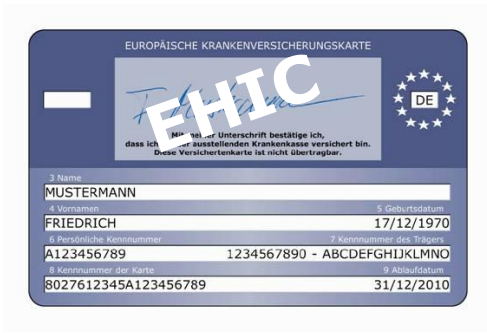 EUROPÄISCHE KRANKENVERSICHERUNGSKARTE
EHIC
DE
Mit meiner Unterschrift bestätige ich,
dass ich bei der ausstellenden Krankenkasse versichert bin.
Diese Versichertenkarte ist nicht übertragbar.
3 Name
MUSTERMANN
4 Vornamen 5 Geburtsdatum
FRIEDRICH 17/12/1970
6 Persönliche Kennnummer 7 Kennnummer des Trägers
A123456789 1234567890 - ABCDEFGHIJKLMNO
8 Kennnummer der Karte 9 Ablaufdatum
8027612345A123456789 31/12/2010